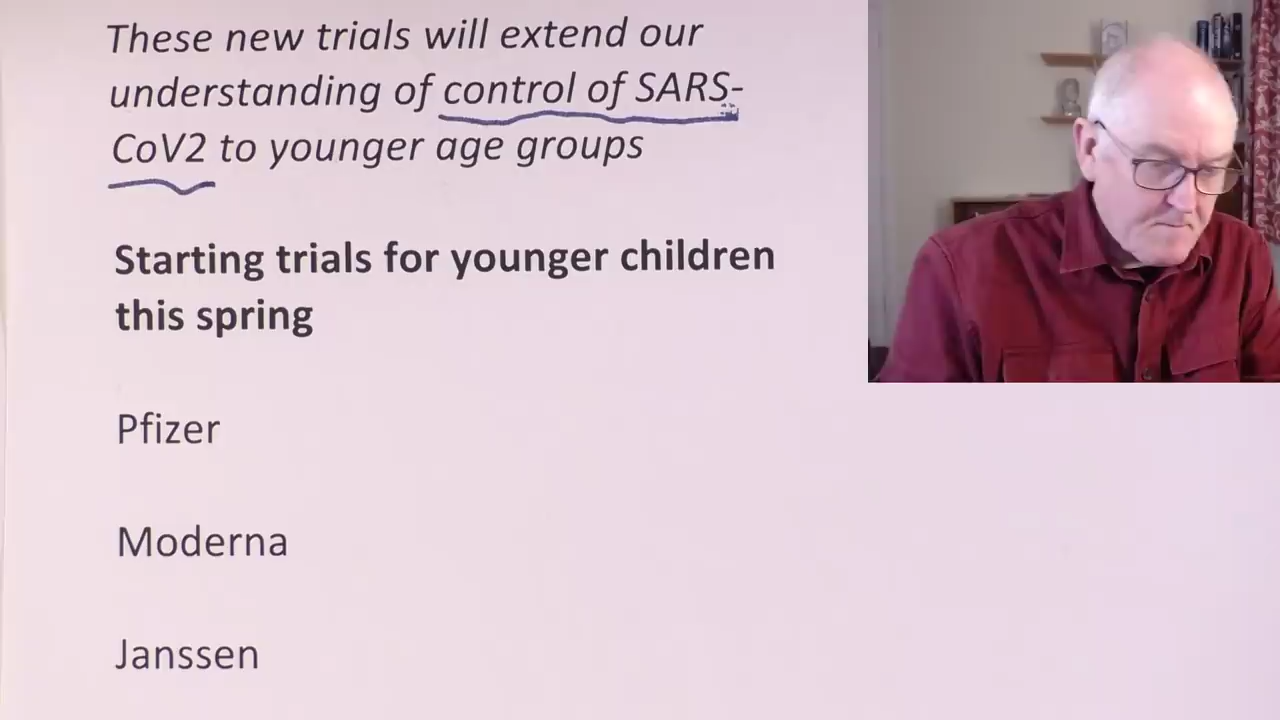 These new trials will extend our
understanding of control of SARS-
CoV2 to younger age groups
Starting trials for younger children
this spring
Pfizer
Moderna
Janssen